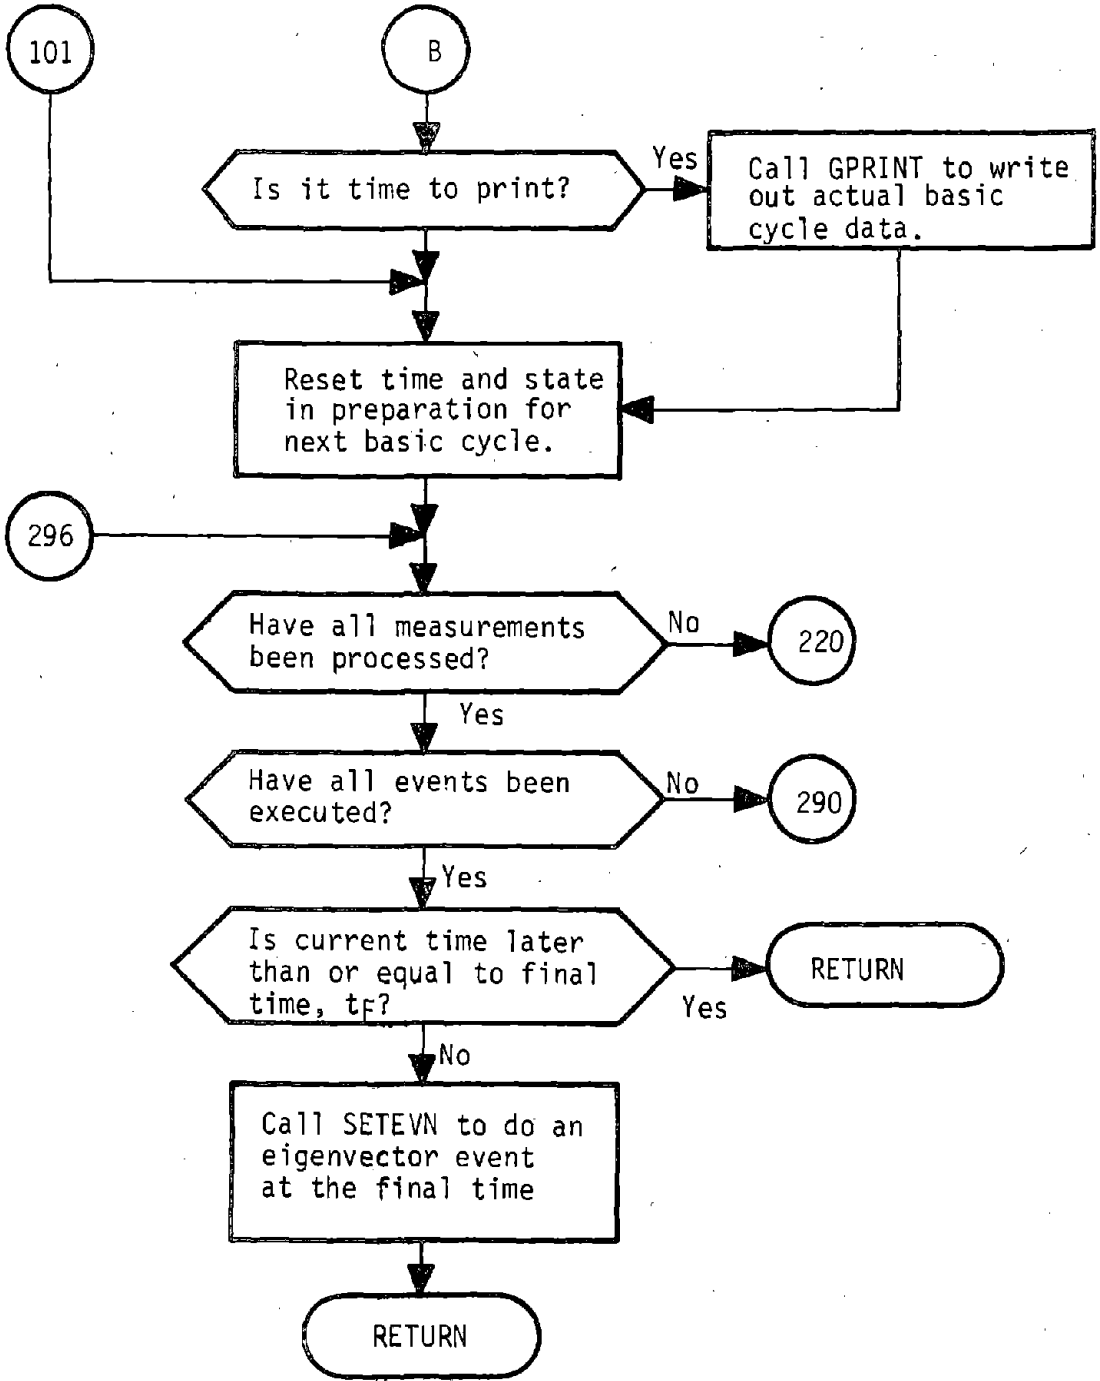 101
B
Is it time to print?
Yes
Call GPRINT to write
out actual basic
cycle data.
Reset time and state
in preparation for
next basic cycle.
296
Have all measurements
been processed?
No
220
Yes
Have all events been
executed?
No
290
Yes
Is current time later
than or equal to final
time, tF?
Yes
RETURN
No
Call SETEVN to do an
eigenvector event
at the final time
RETURN